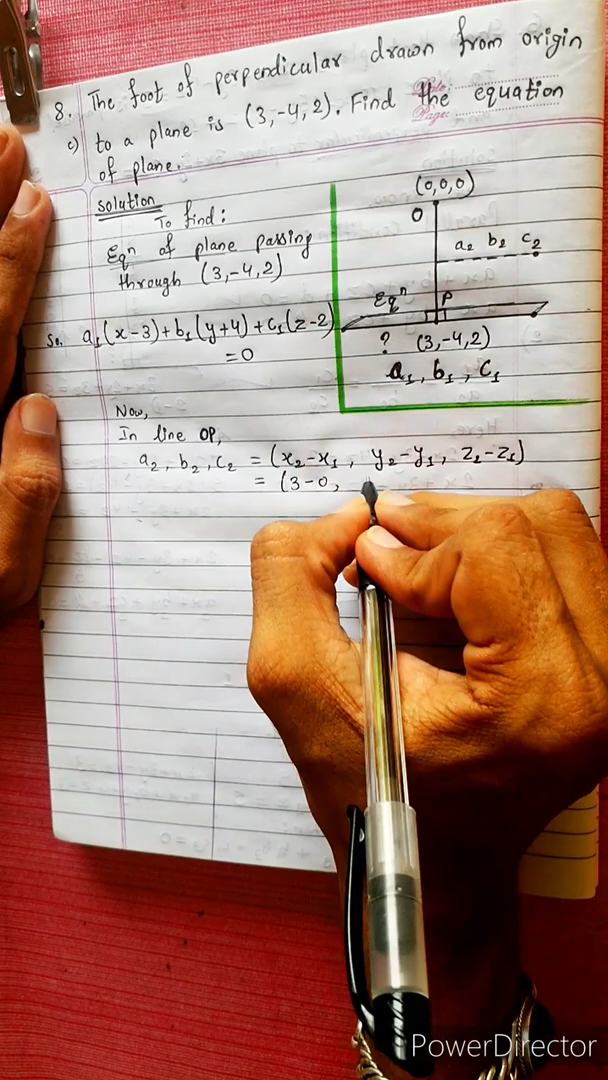 8. The foot of perpendicular drawn from origin
c) to a plane is (3,-4,2). Find the equation
of plane.
Date:
Page:
Solution
To find:
Eqⁿ of plane passing
through (3,-4,2)
So. a₁(x-3)+b₁(y+4)+c₁(z-2)
=0
(0,0,0)
O
a₂ b₂ c₂
Eqⁿ P
? (3,-4,2)
a₁, b₁, c₁
Now,
In line OP,
a₂, b₂, c₂ = (x₂-x₁, y₂-y₁, z₂-z₁)
= (3-0,
PowerDirector